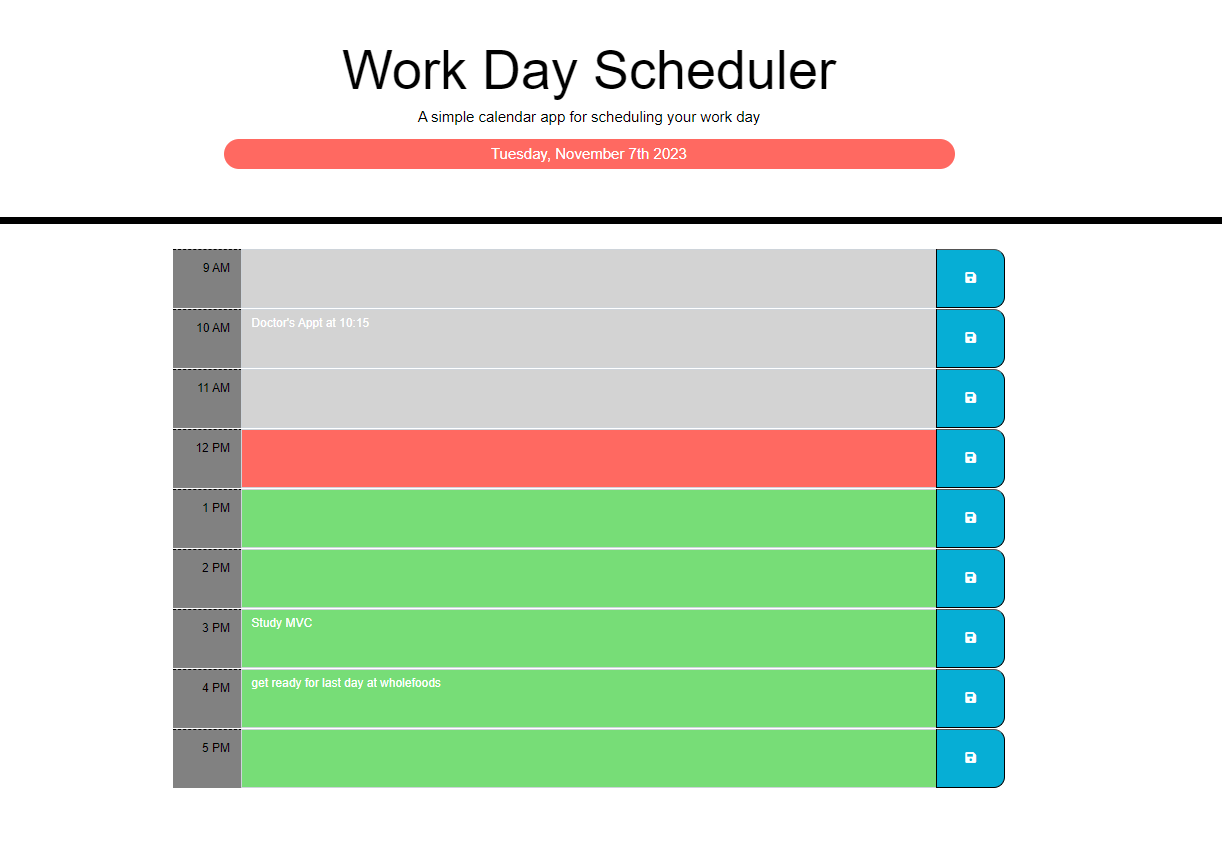 Work Day Scheduler
A simple calendar app for scheduling your work day
Tuesday, November 7th 2023
9 AM
10 AM Doctor's Appt at 10:15
11 AM
12 PM
1 PM
2 PM
3 PM Study MVC
4 PM get ready for last day at wholefoods
5 PM